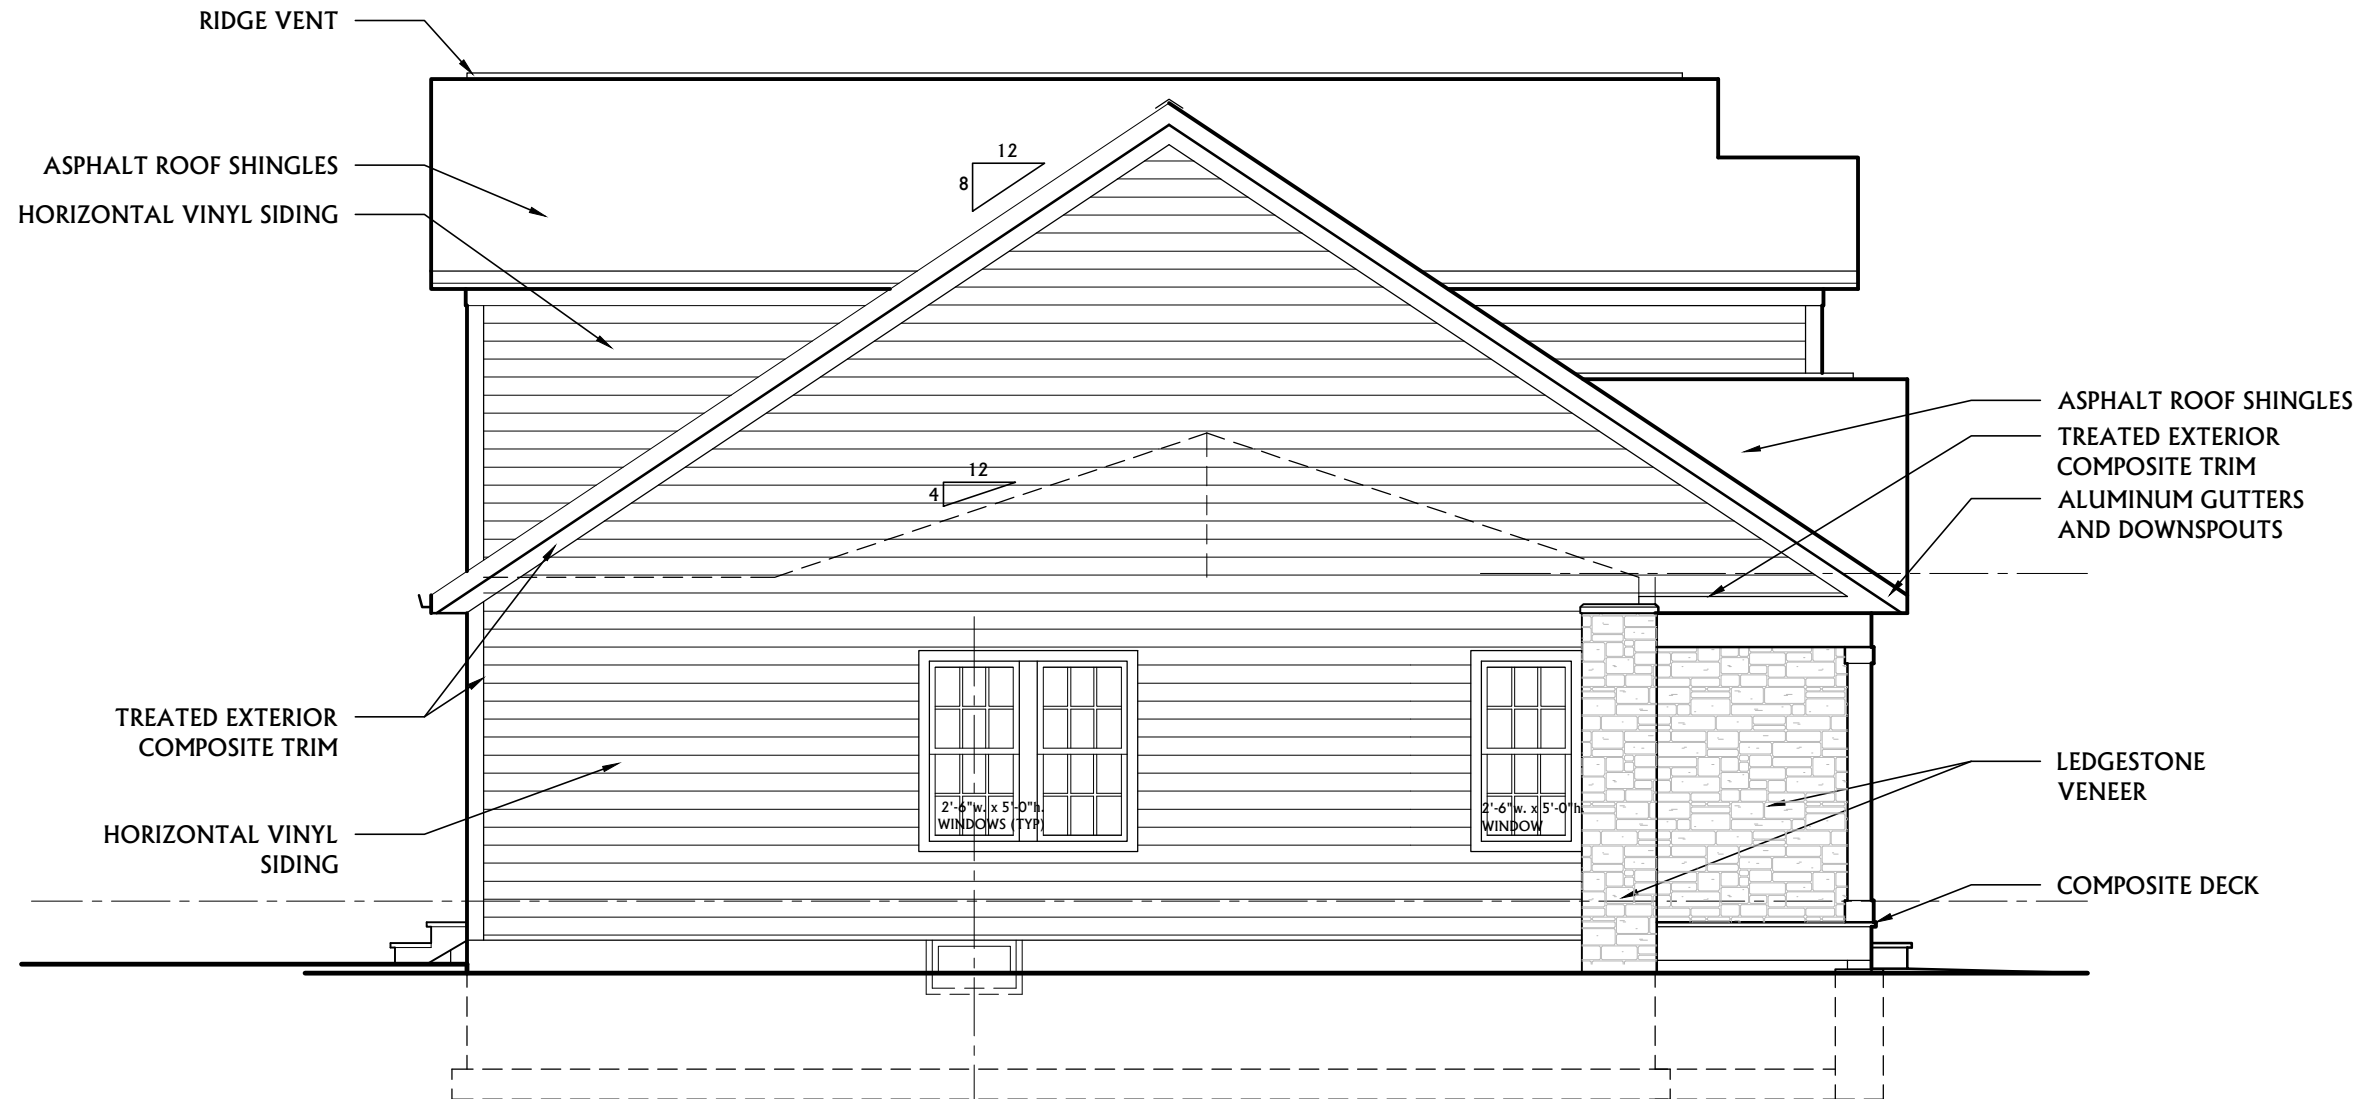 RIDGE VENT
ASPHALT ROOF SHINGLES
HORIZONTAL VINYL SIDING
12
8
12
4
ASPHALT ROOF SHINGLES
TREATED EXTERIOR
COMPOSITE TRIM
ALUMINUM GUTTERS
AND DOWNSPOUTS
TREATED EXTERIOR
COMPOSITE TRIM
HORIZONTAL VINYL
SIDING
2'-6"w. x 5'-0"h.
WINDOWS (TYP)
2'-6"w. x 5'-0"h.
WINDOW
LEDGESTONE
VENEER
COMPOSITE DECK